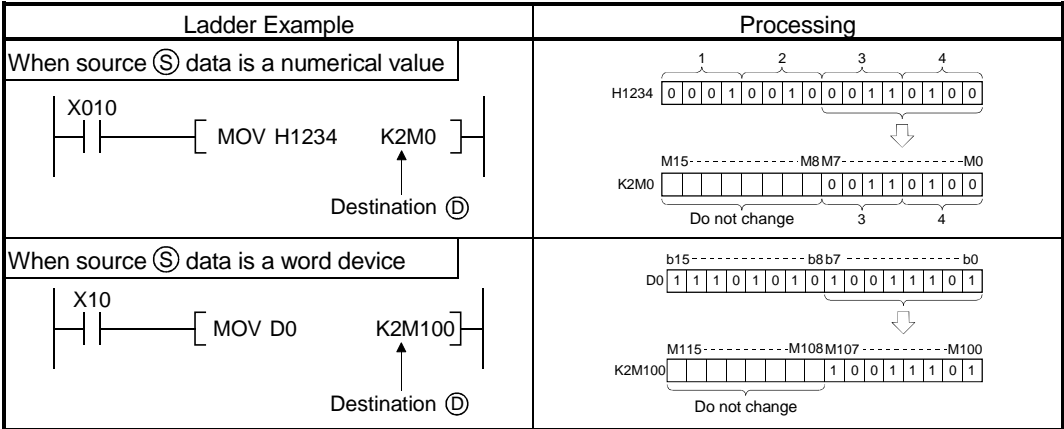 Ladder Example
Processing
When source Ⓢ data is a numerical value
X010
MOV H1234 K2M0
Destination Ⓓ
1 2 3 4
H1234 0 0 0 1 0 0 1 0 0 0 1 1 0 1 0 0
M15 M8 M7 M0
K2M0 0 0 1 1 0 1 0 0
Do not change 3 4
When source Ⓢ data is a word device
X10
MOV D0 K2M100
Destination Ⓓ
b15 b8 b7 b0
D0 1 1 1 0 1 0 1 0 1 0 0 1 1 1 0 1
M115 M108 M107 M100
K2M100 1 0 0 1 1 1 0 1
Do not change